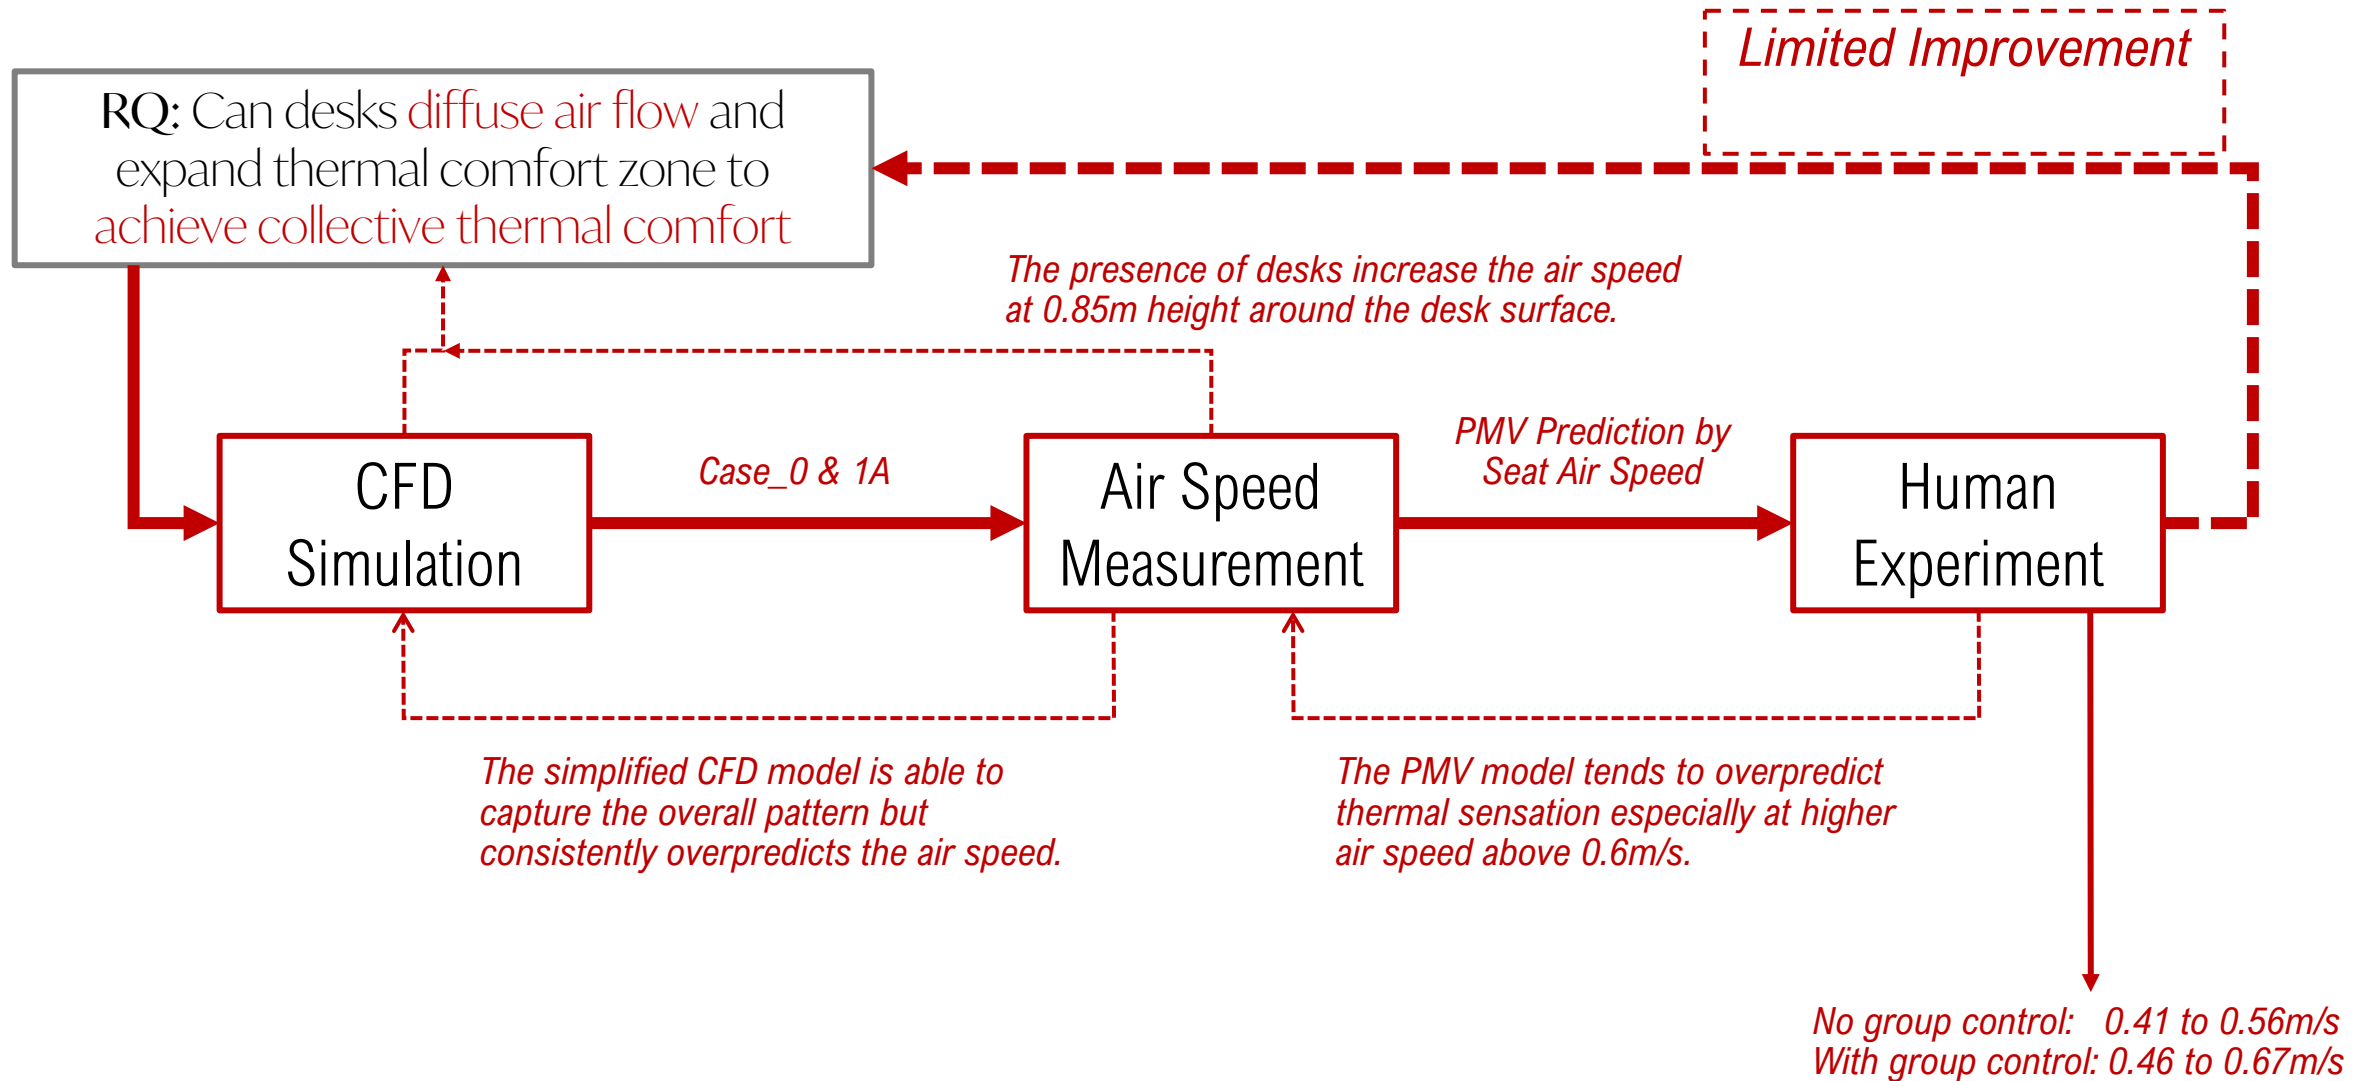 Limited Improvement
RQ: Can desks diffuse air flow and
expand thermal comfort zone to
achieve collective thermal comfort
The presence of desks increase the air speed
at 0.85m height around the desk surface.
CFD
Simulation
Case_0 & 1A
Air Speed
Measurement
PMV Prediction by
Seat Air Speed
Human
Experiment
The simplified CFD model is able to
capture the overall pattern but
consistently overpredicts the air speed.
The PMV model tends to overpredict
thermal sensation especially at higher
air speed above 0.6m/s.
No group control: 0.41 to 0.56m/s
With group control: 0.46 to 0.67m/s